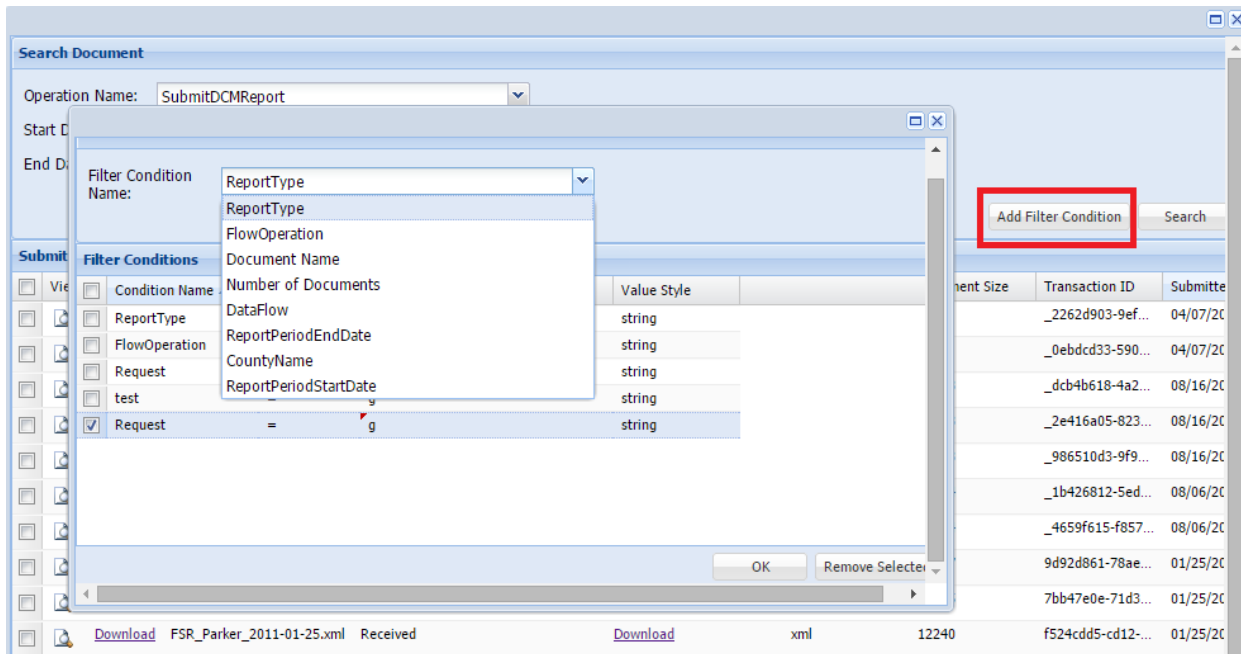 Search Document
Operation Name: SubmitDCMReport
Start D
End Da
Filter Condition Name: ReportType
ReportType
FlowOperation
Document Name
Number of Documents
DataFlow
ReportPeriodEndDate
CountyName
ReportPeriodStartDate
Add Filter Condition Search
Submit
Filter Conditions
Vie
Condition Name Value Style
ReportType string
FlowOperation string
Request string
test = g string
Request = g string
OK Remove Selected
ment Size Transaction ID Submitte
_2262d903-9ef... 04/07/20
_0ebdcd33-590... 04/07/20
_dcb4b618-4a2... 08/16/20
_2e416a05-823... 08/16/20
_986510d3-9f9... 08/16/20
_1b426812-5ed... 08/06/20
_4659f615-f857... 08/06/20
9d92d861-78ae... 01/25/20
7bb47e0e-71d3... 01/25/20
Download FSR_Parker_2011-01-25.xml Received Download xml 12240 f524cdd5-cd12-... 01/25/20